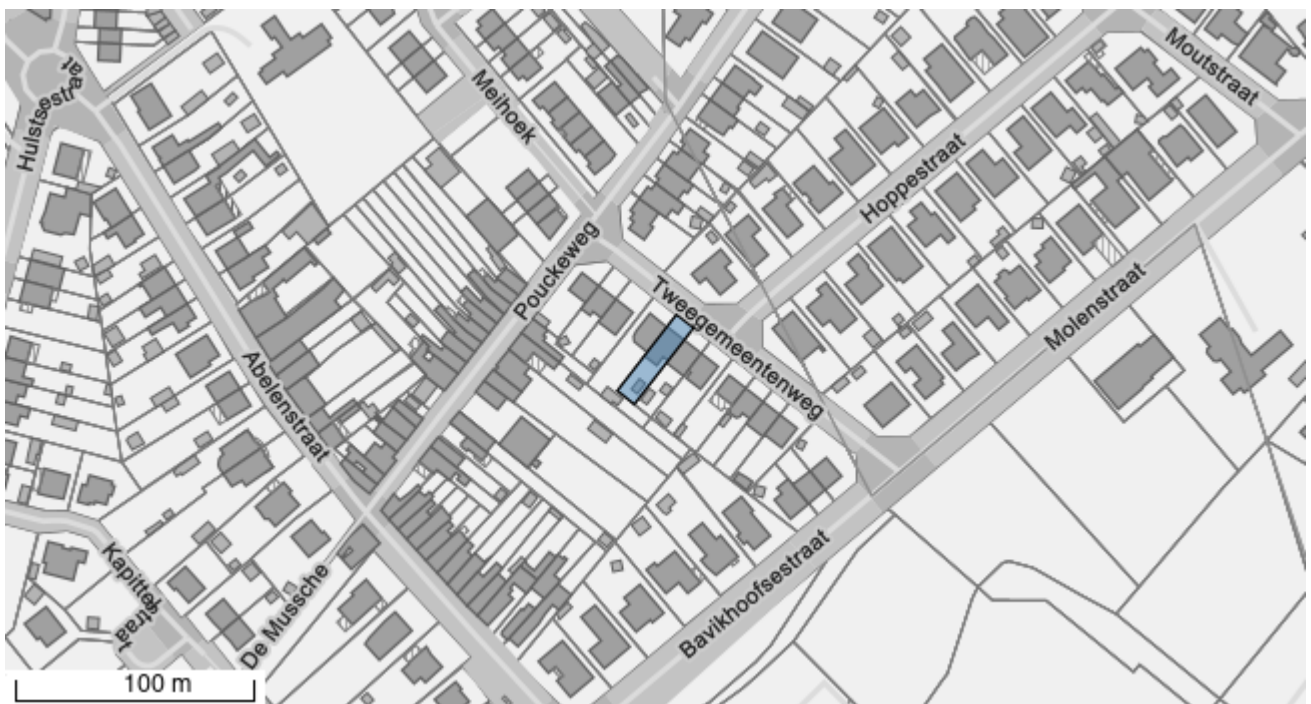 Moutstraat
Hulstsestraat
Meihoek
Hoppestraat
Pouckeweg
Tweegemeentenweg
Molenstraat
Abelenstraat
Bavikhoofsestraat
Kapittelstraat
De Mussche
100 m